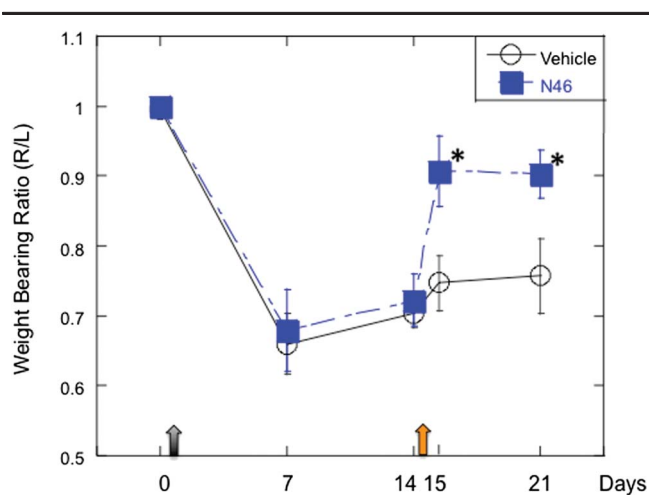 1.1
Vehicle
N46
1
0.9
*
*
0.8
0.7
0.6
0.5
Weight Bearing Ratio (R/L)
0 7 14 15 21 Days